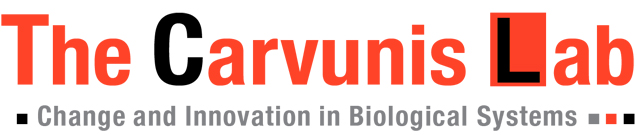 The Carvunis Lab
Change and Innovation in Biological Systems